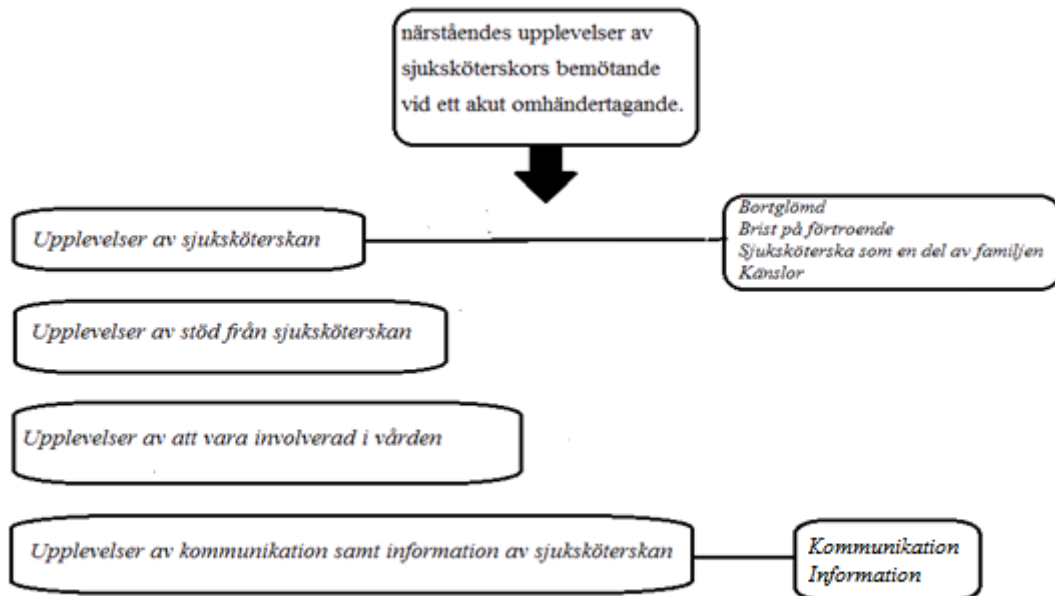 närståendes upplevelser av
sjuksköterskors bemötande
vid ett akut omhändertagande.
Upplevelser av sjuksköterskan
Bortglömd
Brist på förtroende
Sjuksköterska som en del av familjen
Känslor
Upplevelser av stöd från sjuksköterskan
Upplevelser av att vara involverad i vården
Upplevelser av kommunikation samt information av sjuksköterskan
Kommunikation
Information